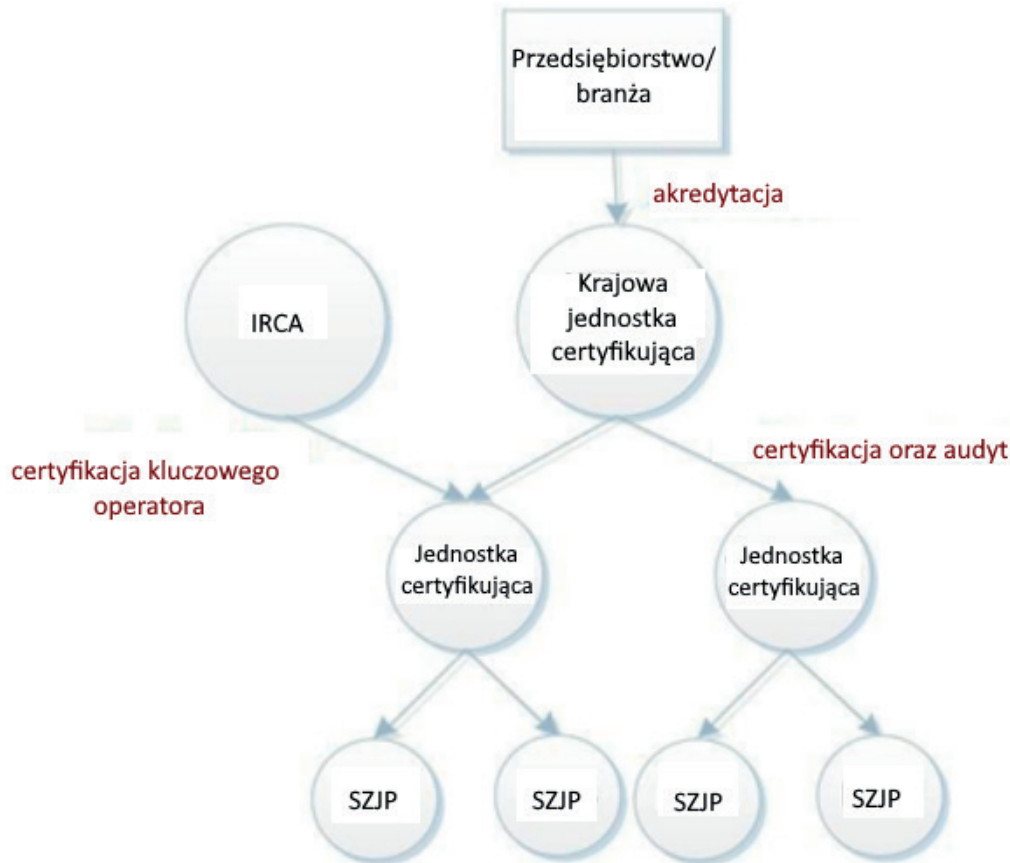 Przedsiębiorstwo/
branża
akredytacja
IRCA
Krajowa
jednostka
certyfikująca
certyfikacja kluczowego
operatora
certyfikacja oraz audyt
Jednostka
certyfikująca
Jednostka
certyfikująca
SZJP
SZJP
SZJP
SZJP